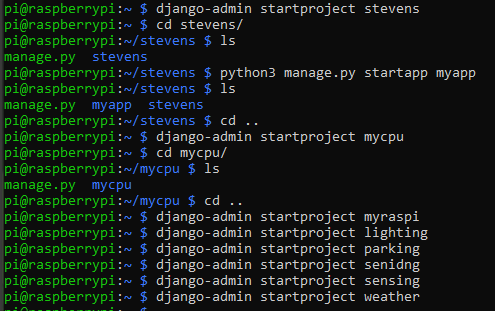 pi@raspberrypi:~ $ django-admin startproject stevens
pi@raspberrypi:~ $ cd stevens/
pi@raspberrypi:~/stevens $ ls
manage.py  stevens
pi@raspberrypi:~/stevens $ python3 manage.py startapp myapp
pi@raspberrypi:~/stevens $ ls
manage.py  myapp  stevens
pi@raspberrypi:~/stevens $ cd ..
pi@raspberrypi:~ $ django-admin startproject mycpu
pi@raspberrypi:~ $ cd mycpu/
pi@raspberrypi:~/mycpu $ ls
manage.py  mycpu
pi@raspberrypi:~/mycpu $ cd ..
pi@raspberrypi:~ $ django-admin startproject myraspi
pi@raspberrypi:~ $ django-admin startproject lighting
pi@raspberrypi:~ $ django-admin startproject parking
pi@raspberrypi:~ $ django-admin startproject senidng
pi@raspberrypi:~ $ django-admin startproject sensing
pi@raspberrypi:~ $ django-admin startproject weather